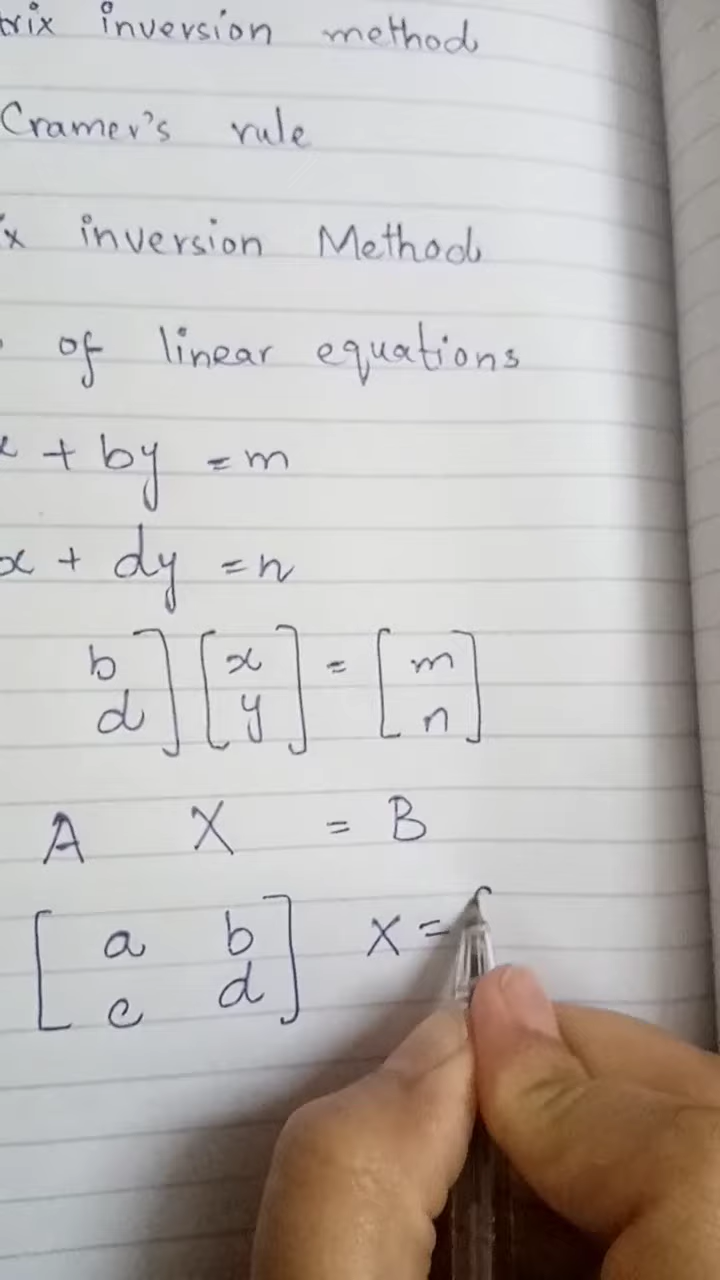 inversion method
Cramer's rule
inversion Method
of linear equations
+ by = m
x + dy = n
b ] [ x ] = [ m ]
d ] [ y ] [ n ]
A X = B
[ a b ] X =
[ c d ]